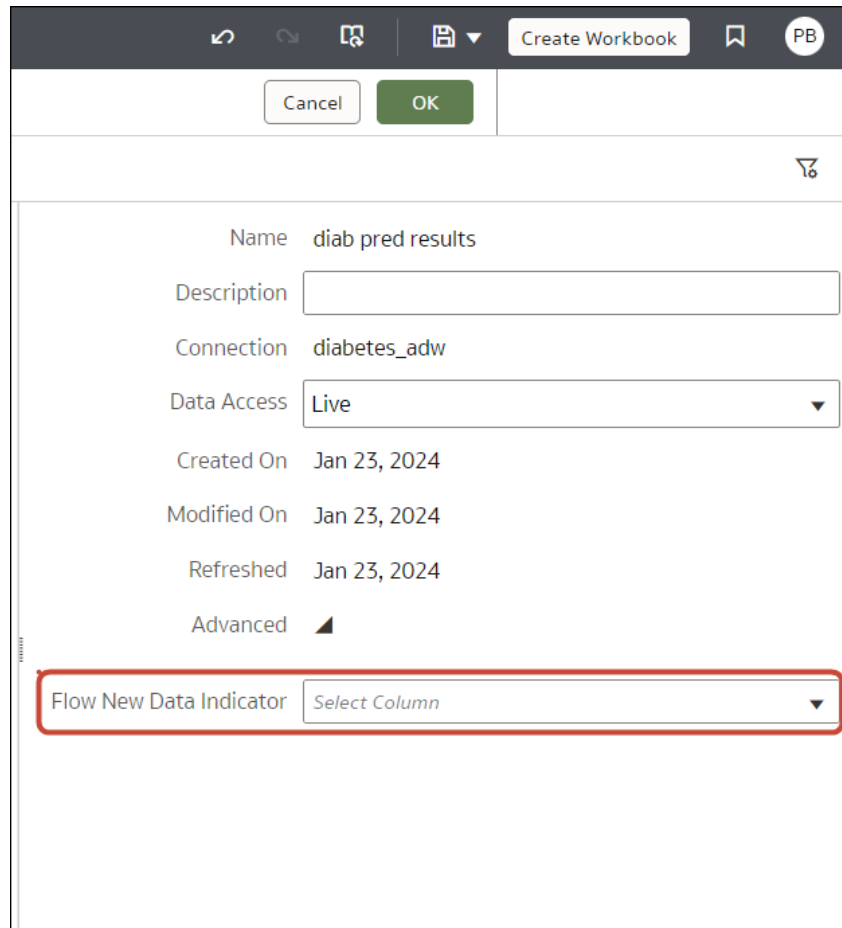 Create Workbook PB
Cancel OK
Name diab pred results
Description
Connection diabetes_adw
Data Access Live
Created On Jan 23, 2024
Modified On Jan 23, 2024
Refreshed Jan 23, 2024
Advanced
Flow New Data Indicator Select Column